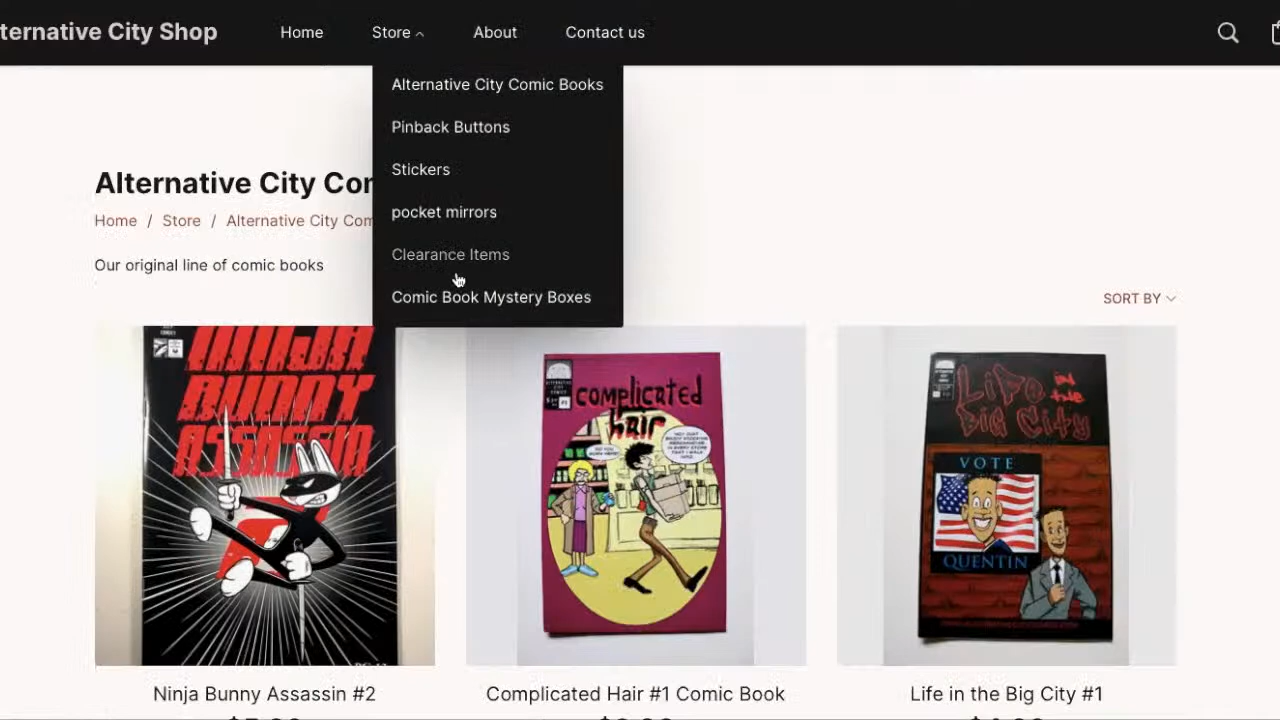 ternative City Shop
Home
Store
About
Contact us
Alternative City Comic Books
Pinback Buttons
Stickers
pocket mirrors
Clearance Items
Comic Book Mystery Boxes
Alternative City Con
Home / Store / Alternative City Com
Our original line of comic books
SORT BY
NINJA
BUNNY
ASSASSIN
complicated
hair
LiFe in
the
Big City
VOTE
QUENTIN
Ninja Bunny Assassin #2
Complicated Hair #1 Comic Book
Life in the Big City #1